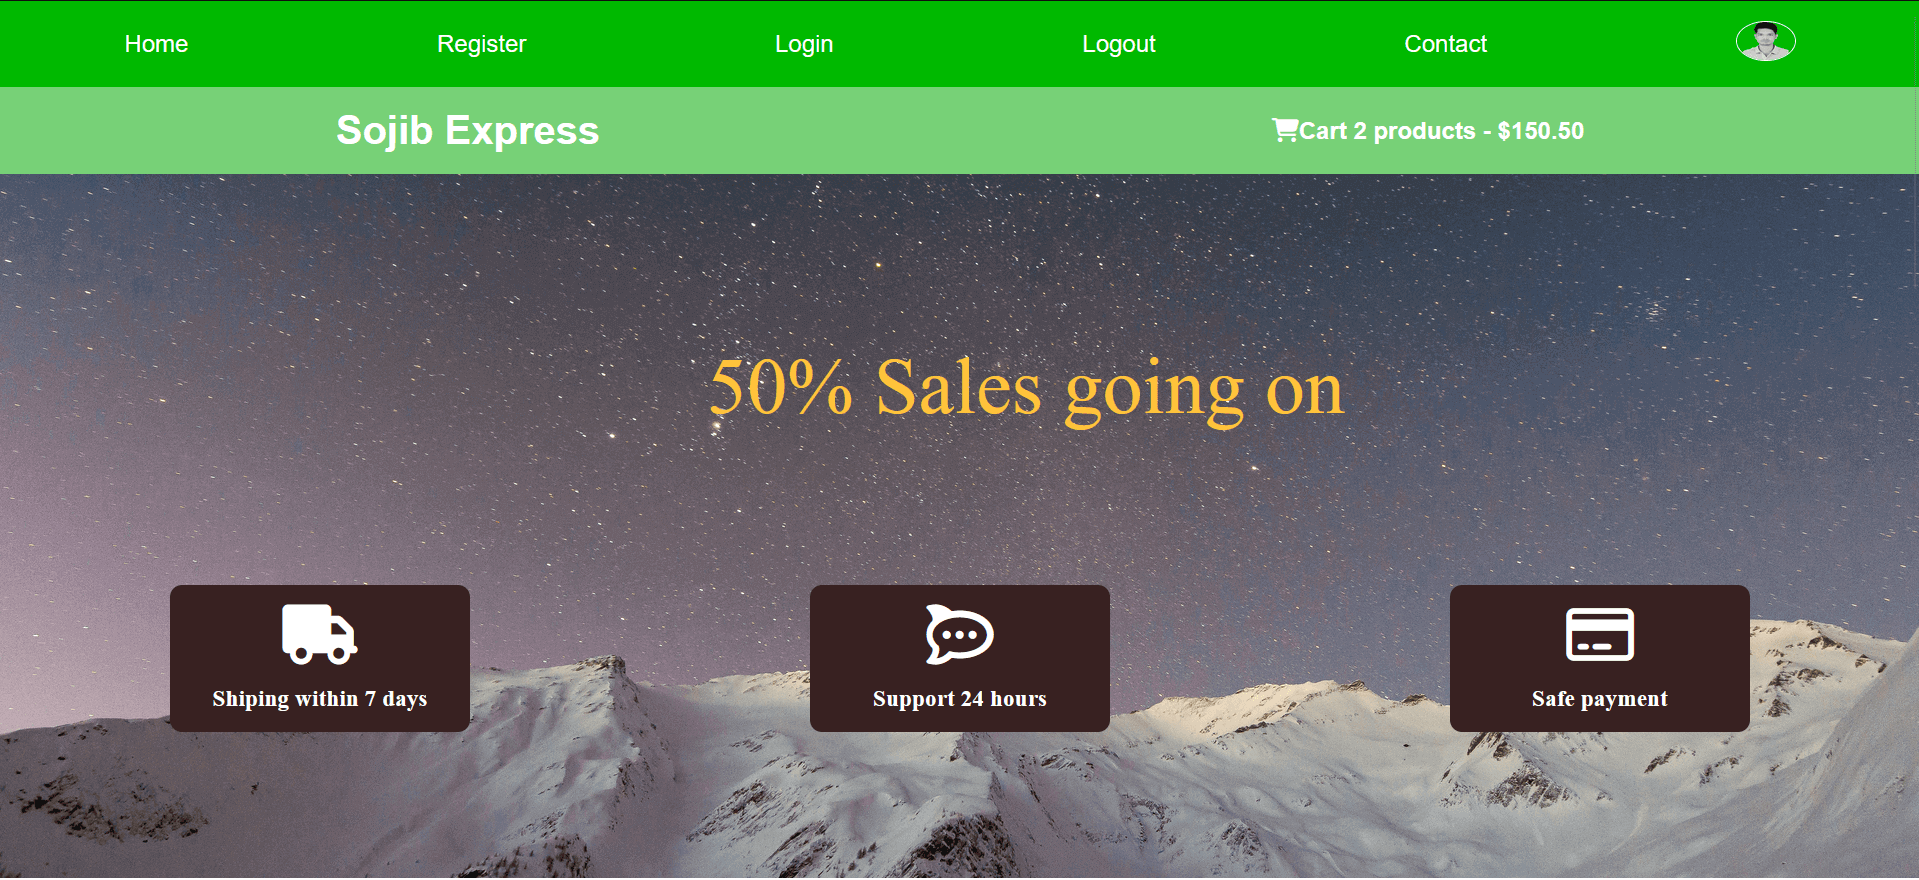 Home Register Login Logout Contact
Sojib Express Cart 2 products - $150.50
50% Sales going on
Shiping within 7 days Support 24 hours Safe payment